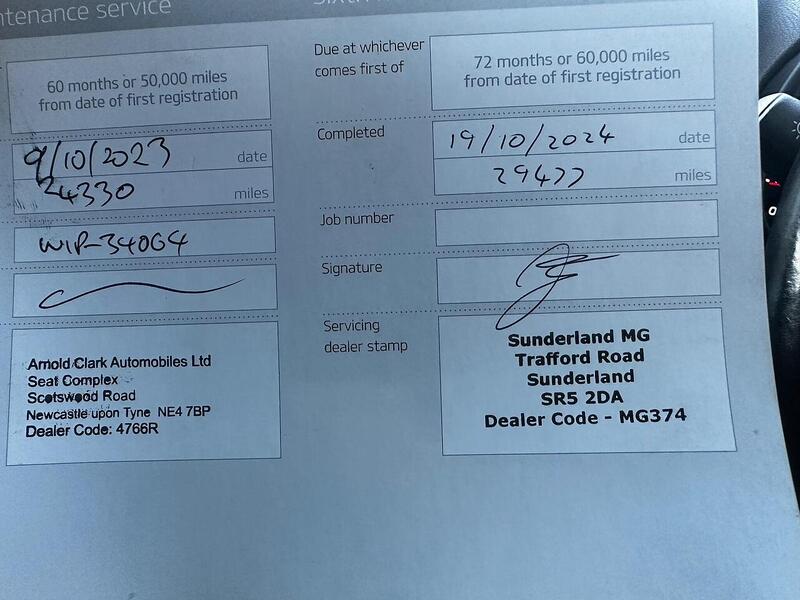 ntenance service
60 months or 50,000 miles
from date of first registration
9/10/2023 date
24330 miles
WIP-34064
Arnold Clark Automobiles Ltd
Seat Complex
Scotswood Road
Newcastle upon Tyne NE4 7BP
Dealer Code: 4766R
Due at whichever
comes first of
72 months or 60,000 miles
from date of first registration
Completed
19/10/2024 date
29477 miles
Job number
Signature
Servicing
dealer stamp
Sunderland MG
Trafford Road
Sunderland
SR5 2DA
Dealer Code - MG374